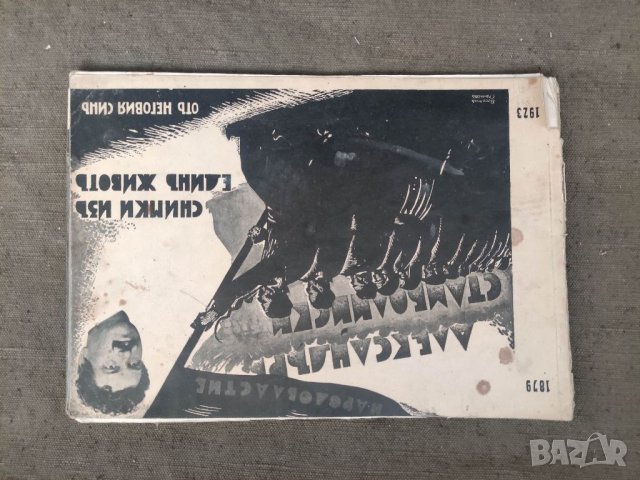 1879
НАРОДОВЛАСТИЕ
АЛЕКСАНДЪРЪ
СТАМБОЛИЙСКИ
СНИМКИ ИЗЪ
ЕДИНЪ ЖИВОТЪ
ОТЪ НЕГОВИЯ СИНЪ
1923
BAZAR